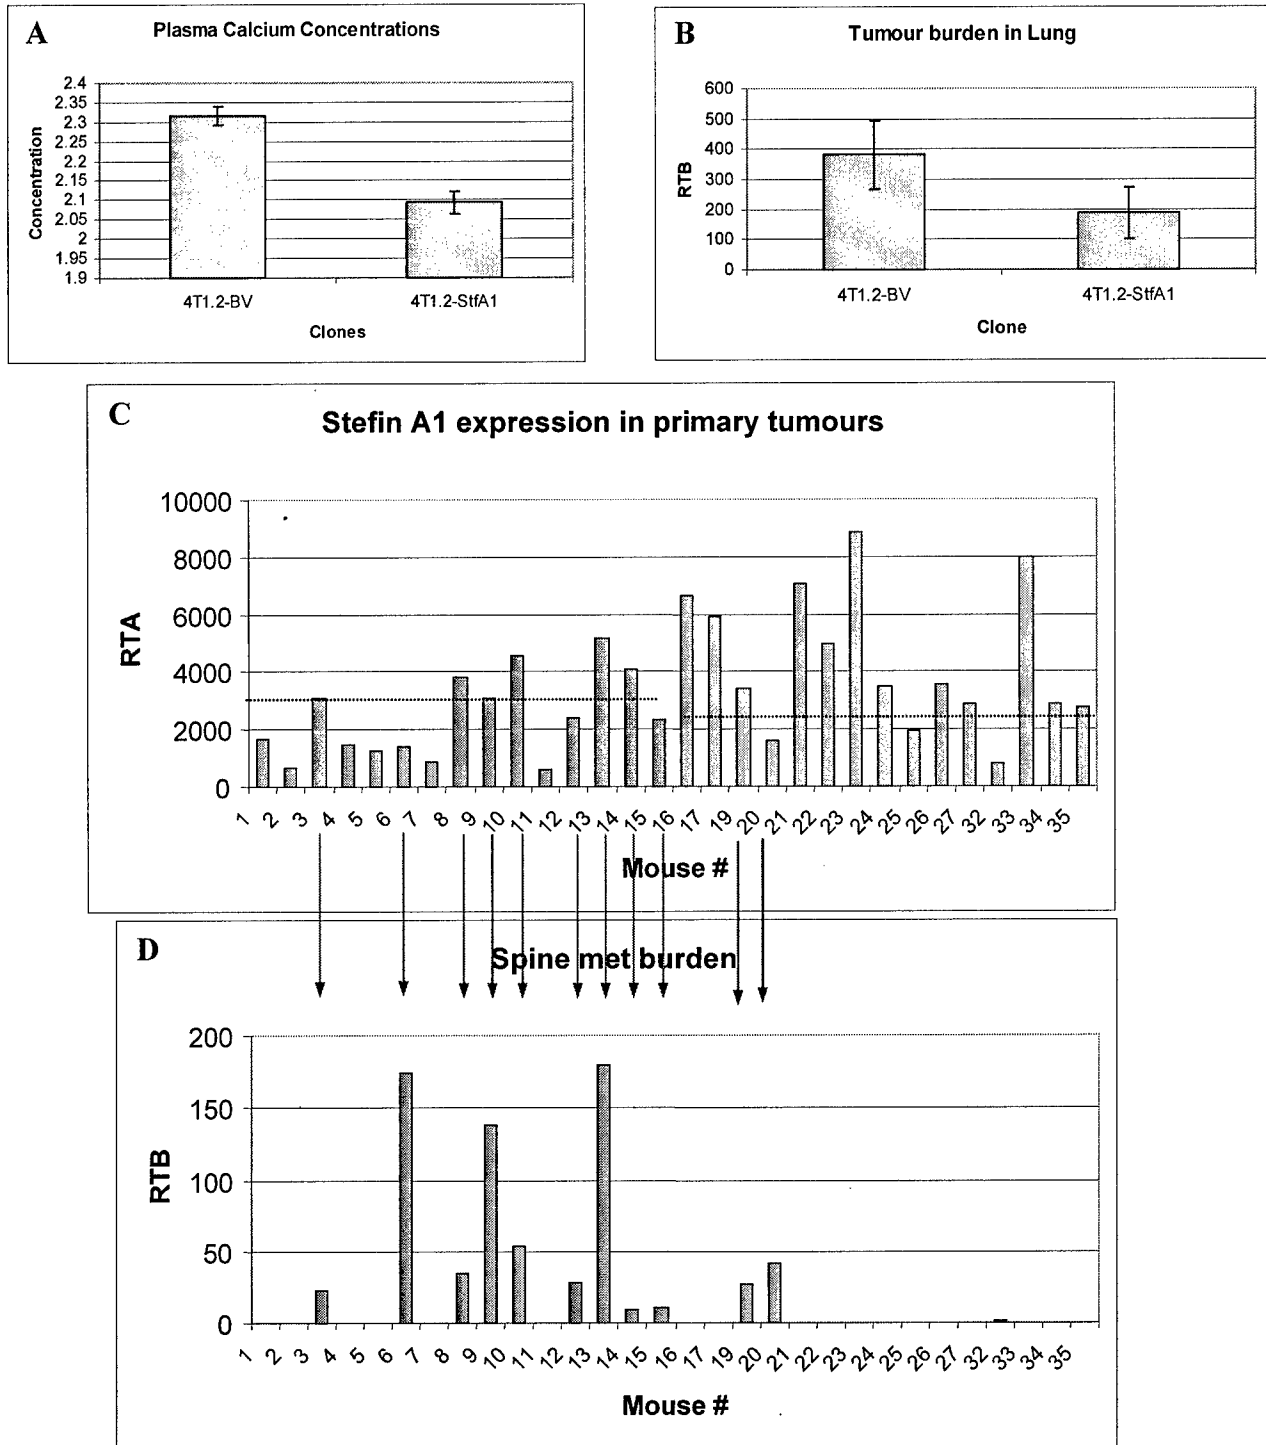 A
Plasma Calcium Concentrations
2.4
2.35
2.3
2.25
2.2
2.15
2.1
2.05
2
1.95
1.9
Concentration
4T1.2-BV
4T1.2-StfA1
Clones
B
Tumour burden in Lung
600
500
400
300
200
100
0
RTB
4T1.2-BV
4T1.2-StfA1
Clone
C
Stefin A1 expression in primary tumours
10000
8000
6000
4000
2000
0
RTA
1 2 3 4 5 6 7 8 9 10 11 12 13 14 15 16 17 19 20 21 22 23 24 25 26 27 32 33 34 35
Mouse #
D
Spine met burden
200
150
100
50
0
RTB
1 2 3 4 5 6 7 8 9 10 11 12 13 14 15 16 17 19 20 21 22 23 24 25 26 27 32 33 34 35
Mouse #